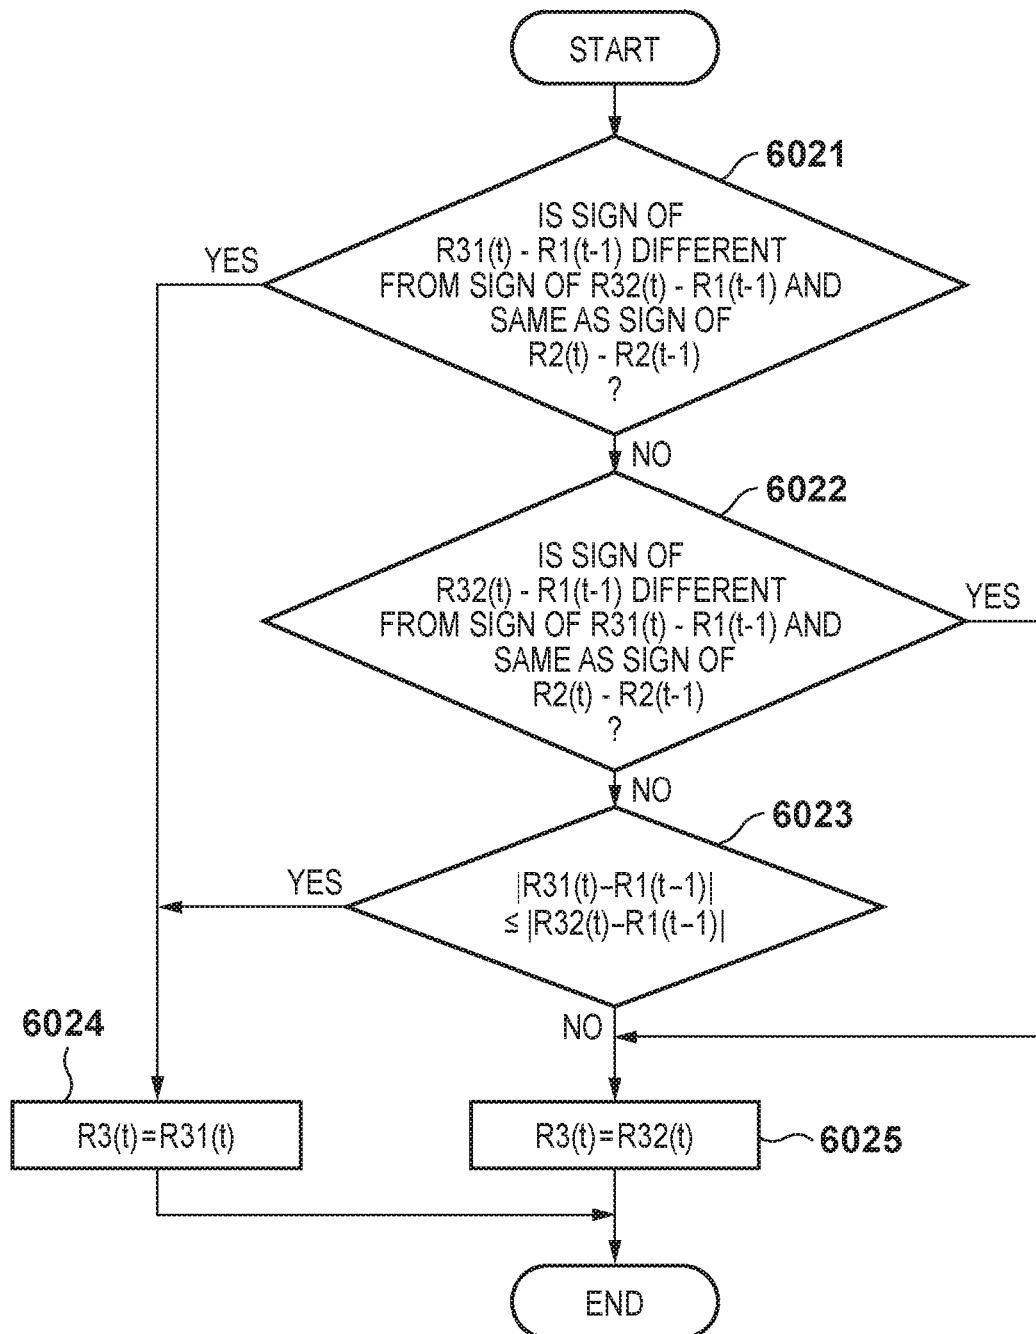 START
6021
IS SIGN OF
R31(t) - R1(t-1) DIFFERENT
FROM SIGN OF R32(t) - R1(t-1) AND
SAME AS SIGN OF
R2(t) - R2(t-1)
?
YES
NO
6022
IS SIGN OF
R32(t) - R1(t-1) DIFFERENT
FROM SIGN OF R31(t) - R1(t-1) AND
SAME AS SIGN OF
R2(t) - R2(t-1)
?
YES
NO
6023
|R31(t)–R1(t–1)|
≤ |R32(t)–R1(t–1)|
YES
NO
6024
R3(t)=R31(t)
R3(t)=R32(t)
6025
END